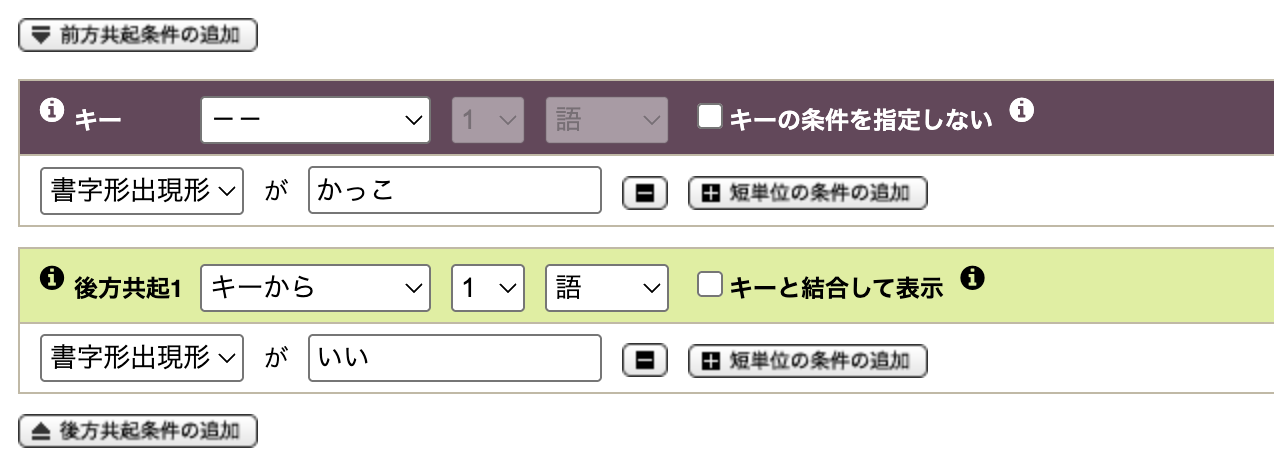 前方共起条件の追加
キー ーー 1 語 キーの条件を指定しない
書字形出現形 が かっこ 短単位の条件の追加
後方共起1 キーから 1 語 キーと結合して表示
書字形出現形 が いい 短単位の条件の追加
後方共起条件の追加